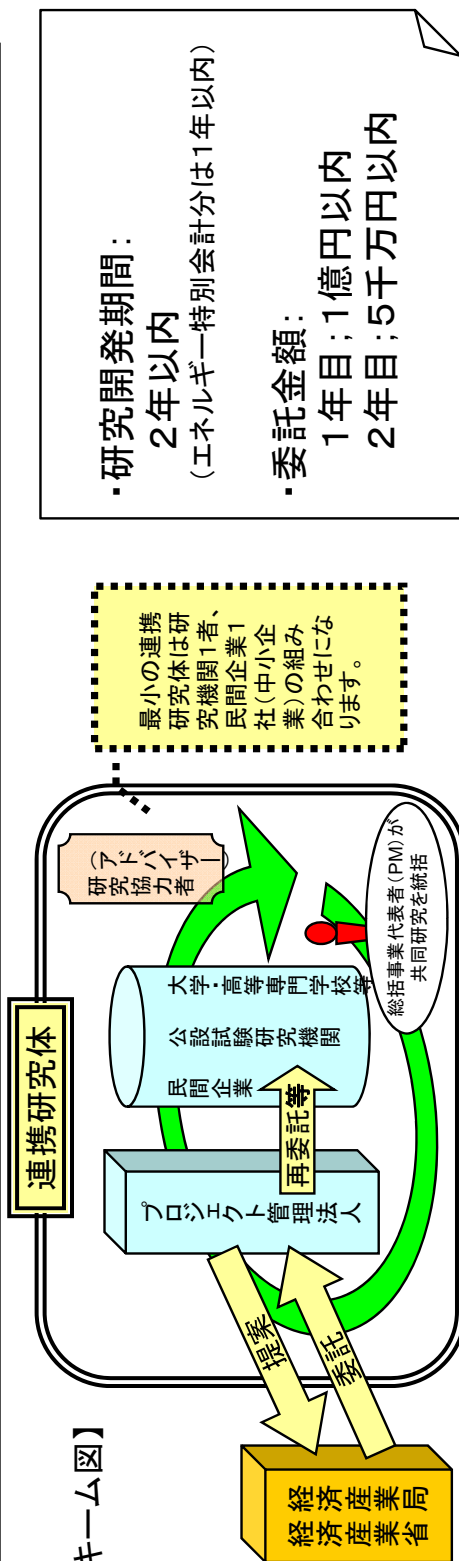 キーム図】
連携研究体
経済産業省
経済産業局
提案
委託
プロジェクト管理法人
再委託等
大学・高等専門学校等
公設試験研究機関
民間企業
研究協力者
（アドバイザー）
総括事業代表者(PM)が
共同研究を統括
最小の連携
研究体は研
究機関1者、
民間企業1
社(中小企
業)の組み
合わせにな
ります。
・研究開発期間：
２年以内
(エネルギー特別会計分は１年以内)
・委託金額：
１年目；１億円以内
２年目；５千万円以内